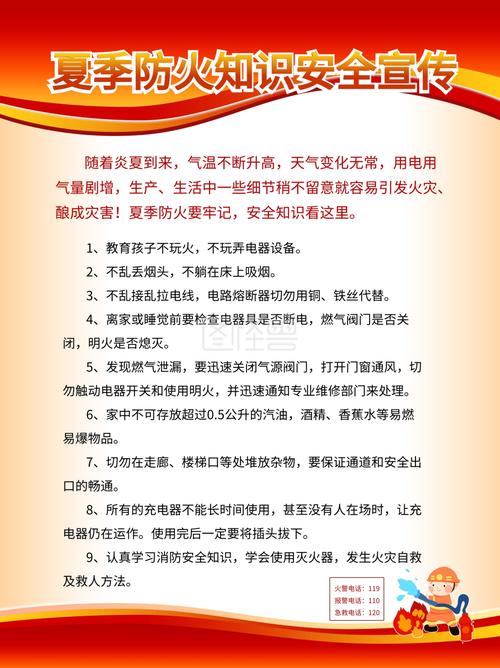 夏季防火知识安全宣传
随着炎夏到来，气温不断升高，天气变化无常，用电用
气量剧增，生产、生活中一些细节稍不留意就容易引发火灾、
酿成灾害！夏季防火要牢记，安全知识看这里。
1、教育孩子不玩火，不玩弄电器设备。
2、不乱丢烟头，不躺在床上吸烟。
3、不乱接乱拉电线，电路熔断器切勿用铜、铁丝代替。
4、离家或睡觉前要检查电器具是否断电，燃气阀门是否关
闭，明火是否熄灭。
5、发现燃气泄漏，要迅速关闭气源阀门，打开门窗通风，切
勿触动电器开关和使用明火，并迅速通知专业维修部门来处理。
6、家中不可存放超过0.5公升的汽油，酒精、香蕉水等易燃
易爆物品。
7、切勿在走廊、楼梯口等处堆放杂物，要保证通道和安全出
口的畅通。
8、所有的充电器不能长时间使用，甚至没有人在场时，让充
电器仍在运作。使用完后一定要将插头拔下。
9、认真学习消防安全知识，学会使用灭火器，发生火灾自救
及救人方法。
火警电话：119
报警电话：110
急救电话：120